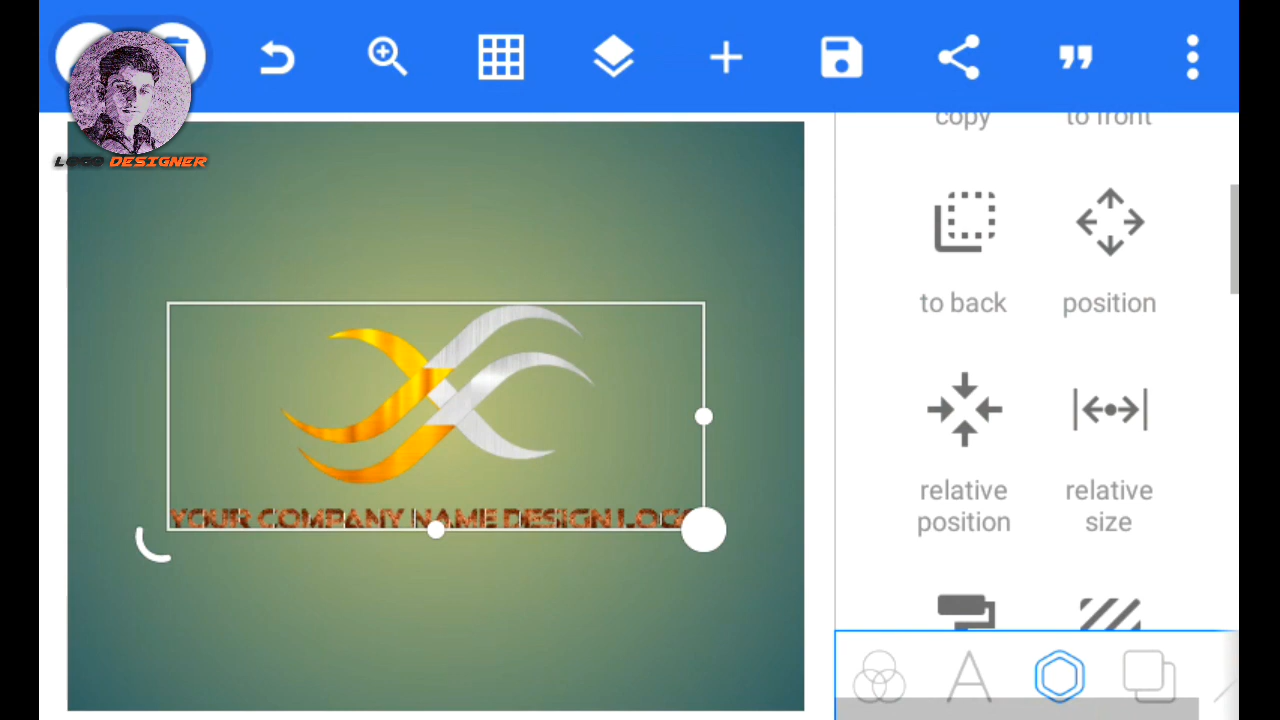 LOGO DESIGNER
copy
to front
to back
position
relative position
relative size
YOUR COMPANY NAME DESIGN LOGO